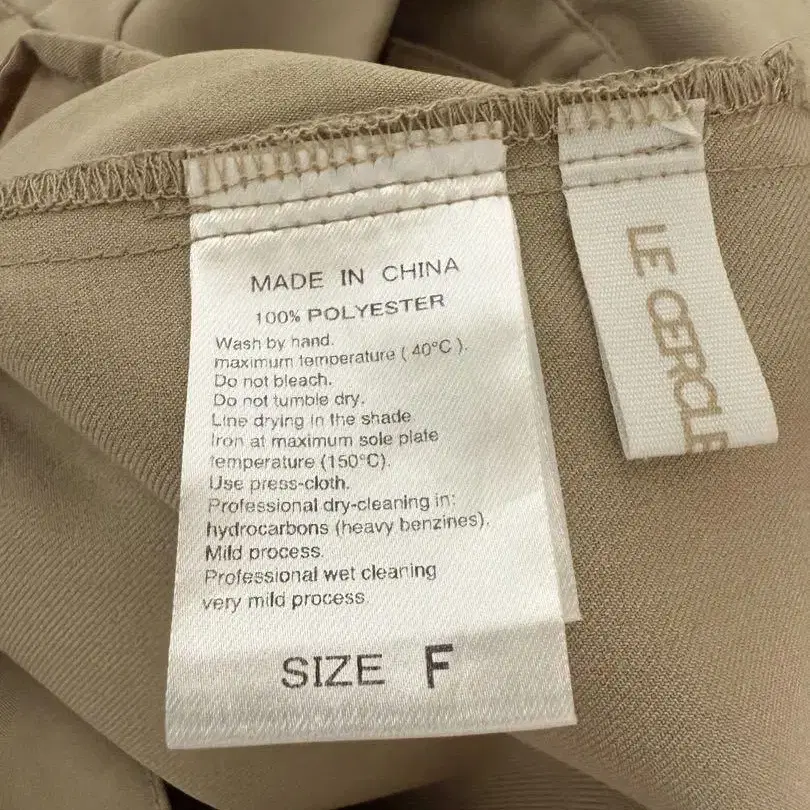 MADE IN CHINA
100% POLYESTER
Wash by hand.
maximum temperature ( 40°C ).
Do not bleach.
Do not tumble dry.
Line drying in the shade.
Iron at maximum sole plate
temperature (150°C).
Use press-cloth.
Professional dry-cleaning in:
hydrocarbons (heavy benzines).
Mild process.
Professional wet cleaning
very mild process.
SIZE F
LE CERCLE